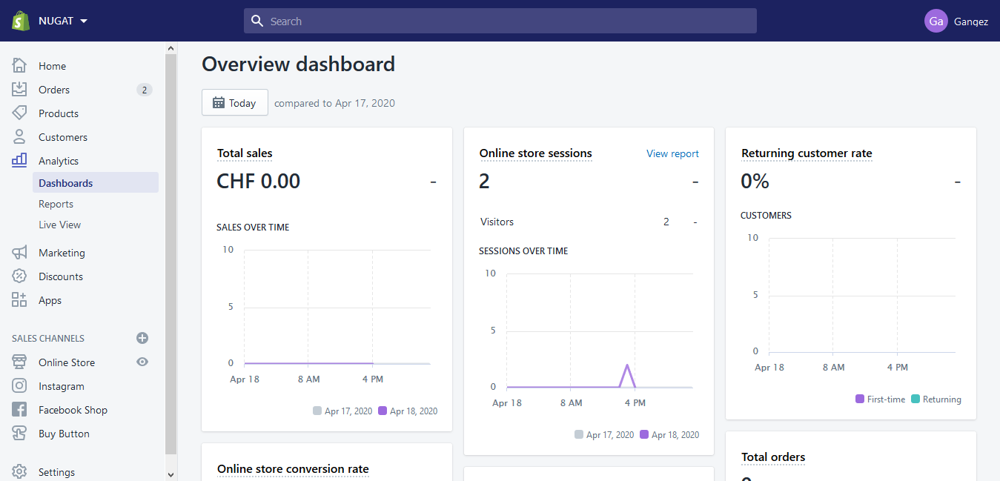 NUGAT
Search
Ga
Gangez
Home
Orders 2
Products
Customers
Analytics
Dashboards
Reports
Live View
Marketing
Discounts
Apps
SALES CHANNELS
Online Store
Instagram
Facebook Shop
Buy Button
Settings
Overview dashboard
Today compared to Apr 17, 2020
Total sales
CHF 0.00 -
SALES OVER TIME
10
5
0
Apr 18 8 AM 4 PM
Apr 17, 2020 Apr 18, 2020
Online store conversion rate
Online store sessions View report
2 -
Visitors 2 -
SESSIONS OVER TIME
10
5
0
Apr 18 8 AM 4 PM
Apr 17, 2020 Apr 18, 2020
Returning customer rate
0% -
CUSTOMERS
10
5
0
Apr 18 8 AM 4 PM
First-time Returning
Total orders